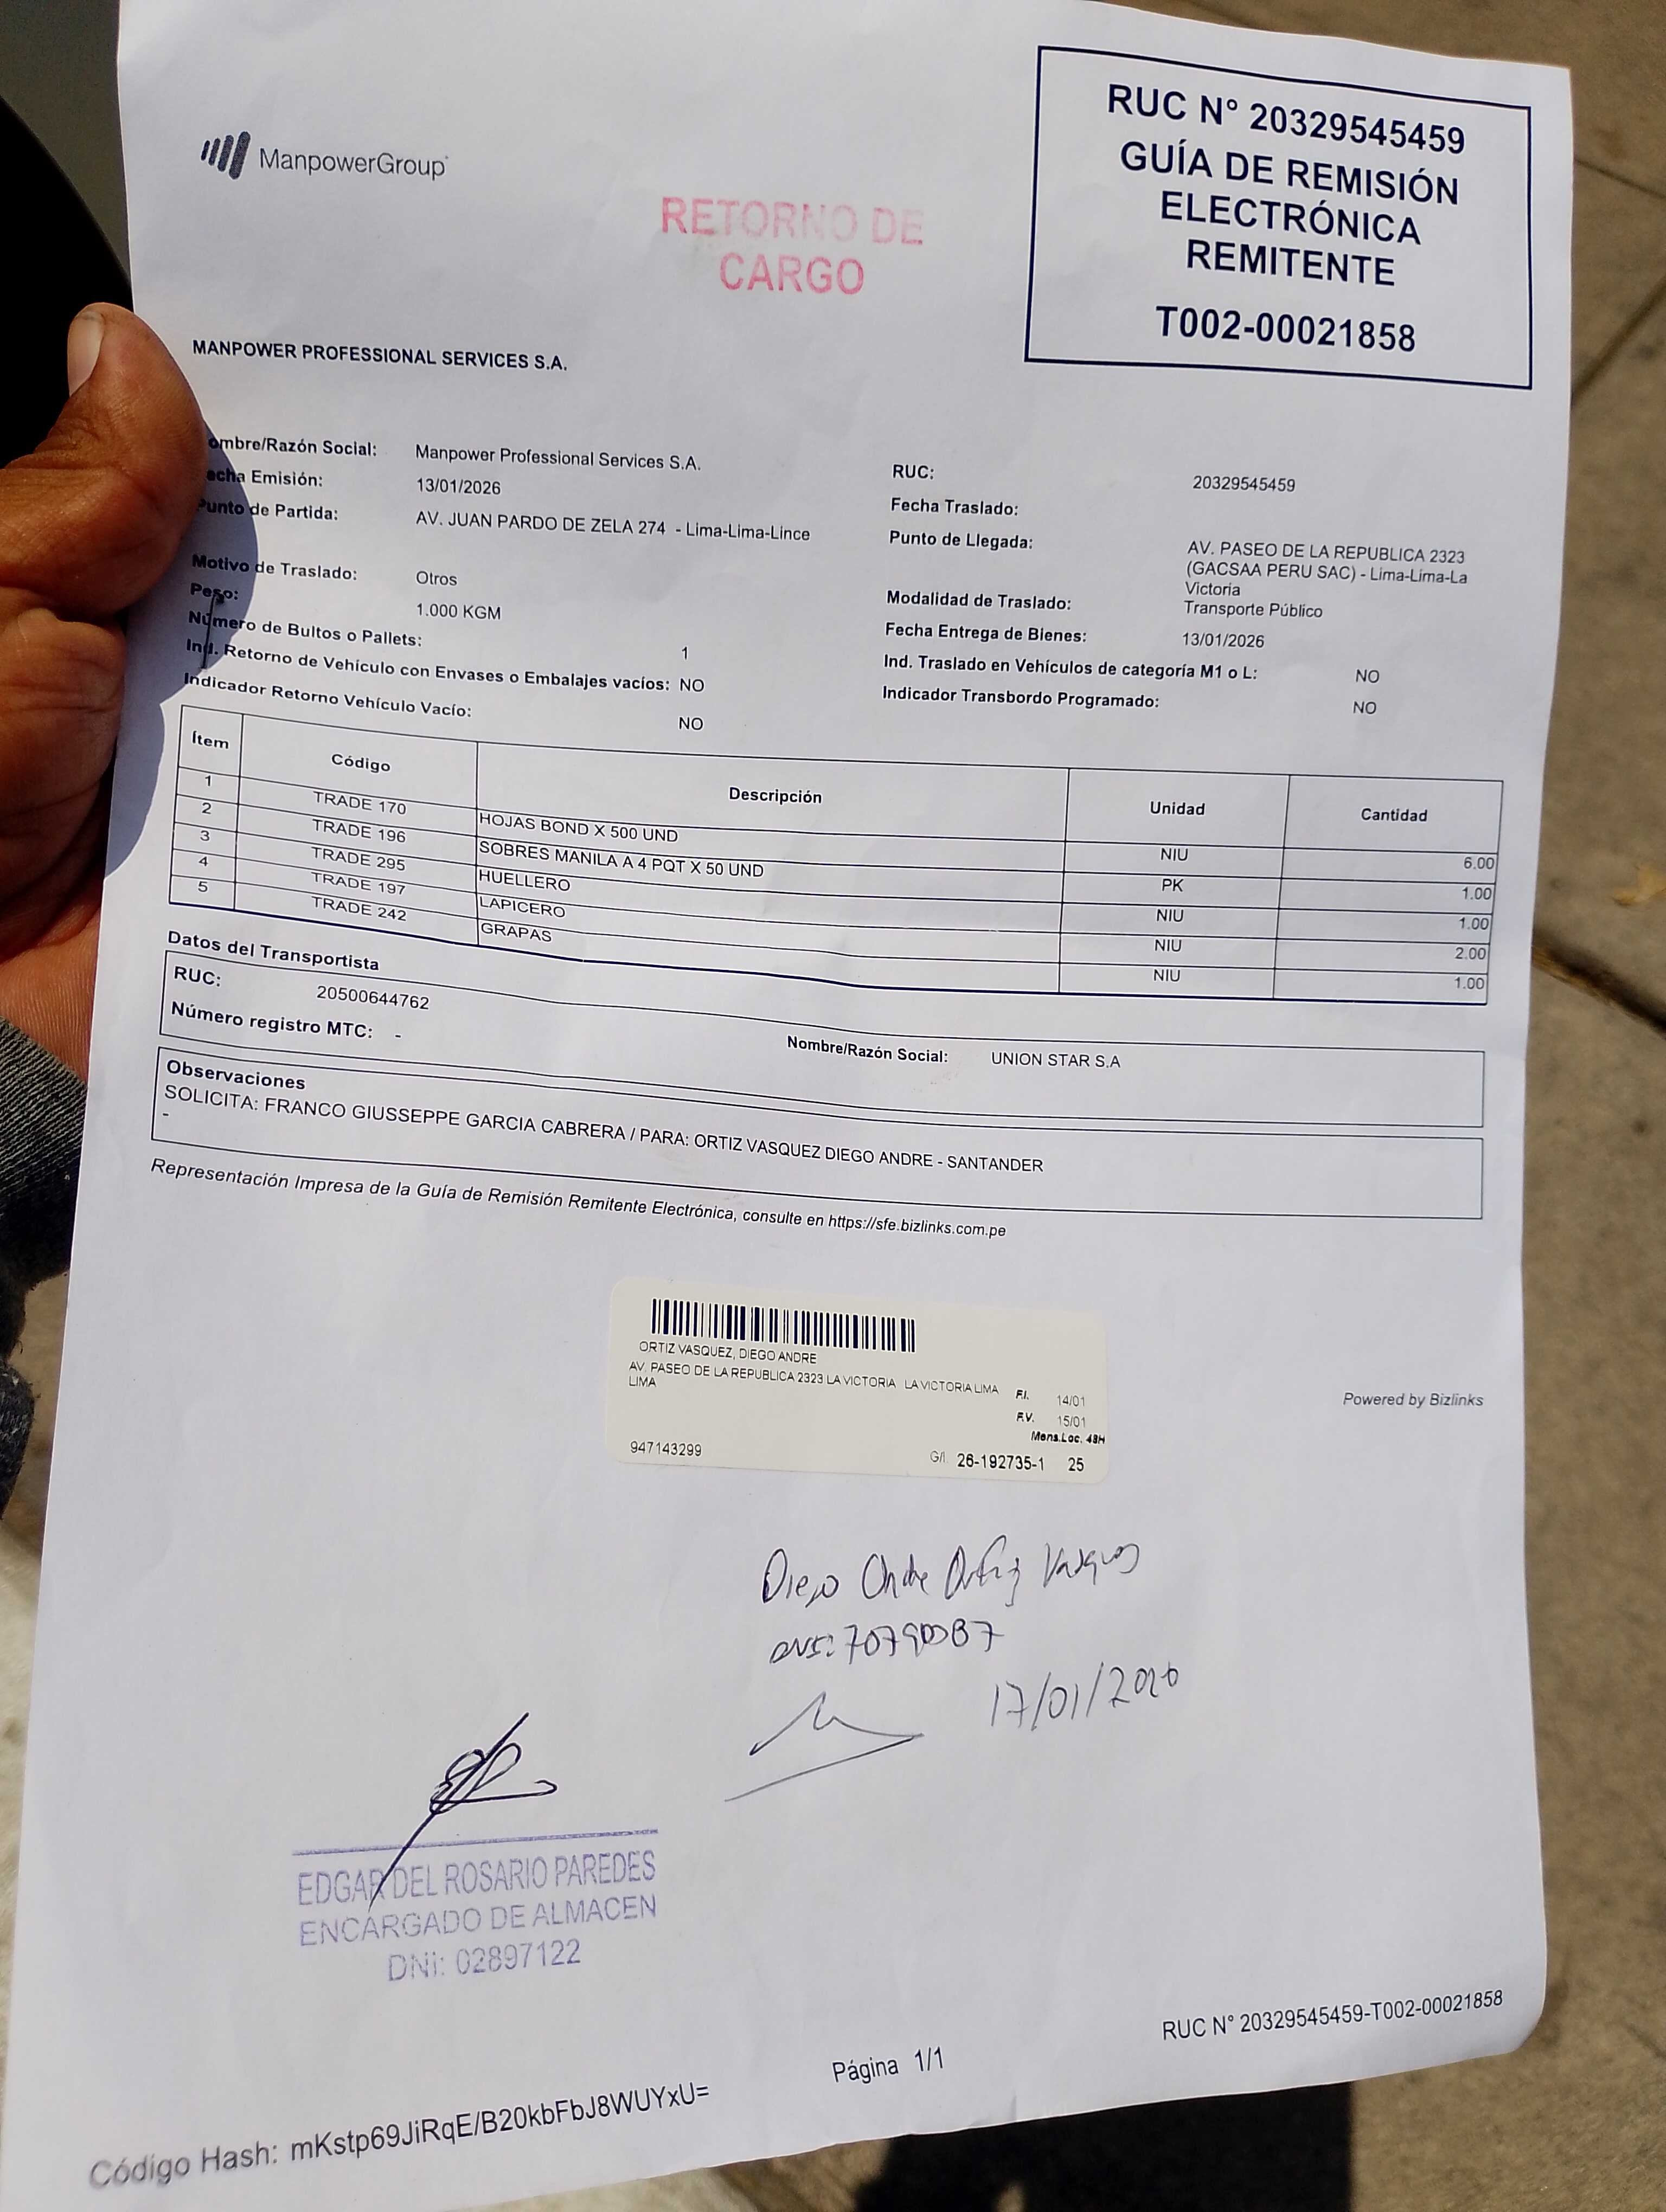 ManpowerGroup
RETORNO DE
CARGO
RUC N° 20329545459
GUÍA DE REMISIÓN
ELECTRÓNICA
REMITENTE
T002-00021858
MANPOWER PROFESSIONAL SERVICES S.A.
ombre/Razón Social: Manpower Professional Services S.A.
echa Emisión: 13/01/2026
Punto de Partida: AV. JUAN PARDO DE ZELA 274 - Lima-Lima-Lince
Motivo de Traslado: Otros
Peso: 1.000 KGM
Número de Bultos o Pallets: 1
Ind. Retorno de Vehículo con Envases o Embalajes vacíos: NO
Indicador Retorno Vehículo Vacío: NO
RUC: 20329545459
Fecha Traslado:
Punto de Llegada: AV. PASEO DE LA REPUBLICA 2323
(GACSAA PERU SAC) - Lima-Lima-La
Victoria
Modalidad de Traslado: Transporte Público
Fecha Entrega de Bienes: 13/01/2026
Ind. Traslado en Vehículos de categoría M1 o L: NO
Indicador Transbordo Programado: NO
Ítem Código Descripción Unidad Cantidad
1 TRADE 170 HOJAS BOND X 500 UND NIU 6.00
2 TRADE 196 SOBRES MANILA A 4 PQT X 50 UND PK 1.00
3 TRADE 295 HUELLERO NIU 1.00
4 TRADE 197 LAPICERO NIU 2.00
5 TRADE 242 GRAPAS NIU 1.00
Datos del Transportista
RUC: 20500644762
Nombre/Razón Social: UNION STAR S.A
Número registro MTC: -
Observaciones
SOLICITA: FRANCO GIUSSEPPE GARCIA CABRERA / PARA: ORTIZ VASQUEZ DIEGO ANDRE - SANTANDER
-
Representación Impresa de la Guía de Remisión Remitente Electrónica, consulte en https://sfe.bizlinks.com.pe
ORTIZ VASQUEZ, DIEGO ANDRE
AV. PASEO DE LA REPUBLICA 2323 LA VICTORIA LA VICTORIA LIMA
LIMA
F.I. 14/01
F.V. 15/01
Mens.Loc. 48H
947143299
G/I. 26-192735-1 25
Powered by Bizlinks
Diego Ortiz
17/01/2026
EDGAR DEL ROSARIO PAREDES
ENCARGADO DE ALMACEN
DNi: 02897122
RUC N° 20329545459-T002-00021858
Página 1/1
Código Hash: mKstp69JiRqE/B20kbFbJ8WUYxU=